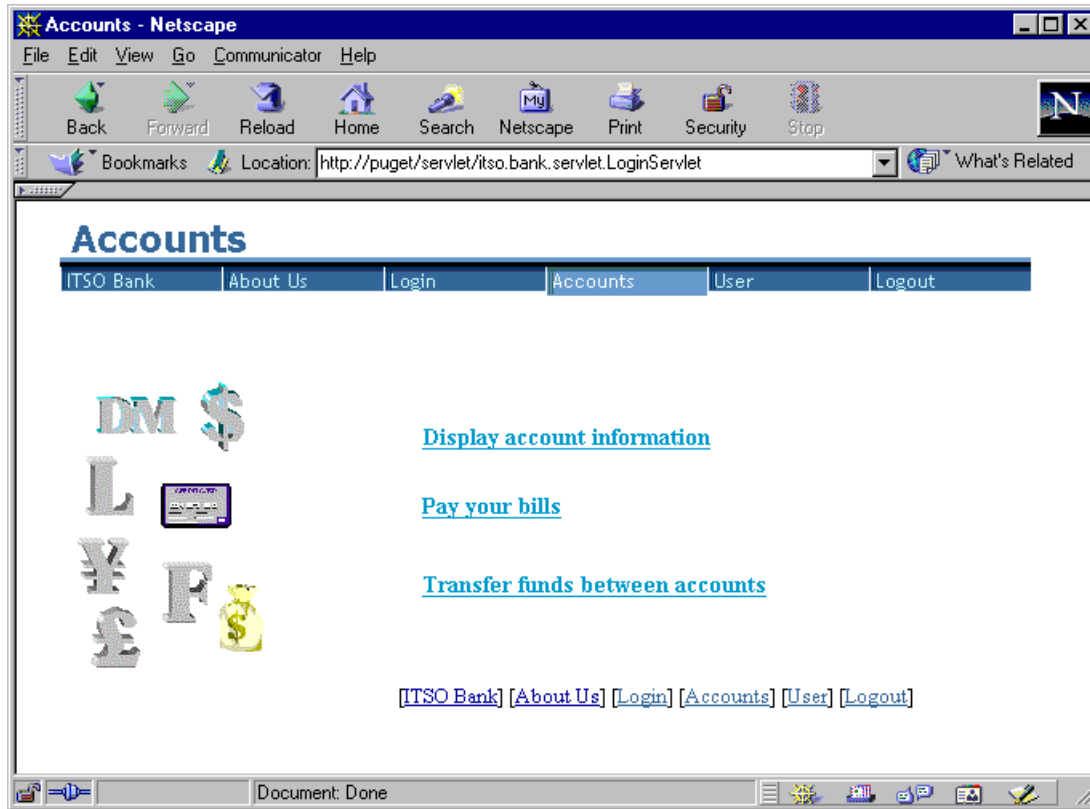 Accounts - Netscape
File Edit View Go Communicator Help
My
N
Back Forward Reload Home Search Netscape Print Security Stop
Bookmarks Location: http://puget/servlet/itso.bank.servlet.LoginServlet What's Related
Accounts
ITSO Bank About Us Login Accounts User Logout
DM $
Display account information
L
Pay your bills
¥
F
Transfer funds between accounts
$
£
[ITSO Bank] [About Us] [Login] [Accounts] [User] [Logout]
Document: Done